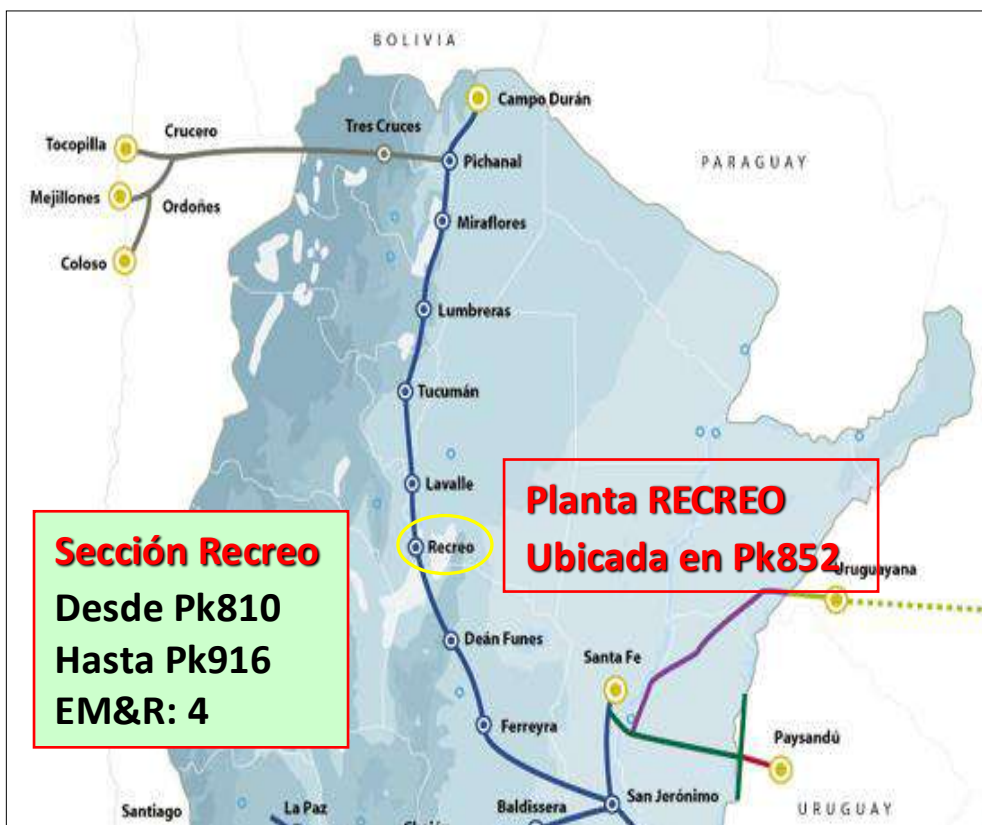 BOLIVIA
Campo Durán
Crucero
Tres Cruces
Tocopilla
Pichanal
PARAGUAY
Mejillones
Ordoñes
Miraflores
Coloso
Lumbreras
Tucumán
Lavalle
Planta RECREO
Ubicada en Pk852
Sección Recreo
Desde Pk810
Hasta Pk916
EM&R: 4
Recreo
Uruguayana
Deán Funes
Santa Fe
Ferreyra
Paysandú
Santiago
La Paz
Baldissera
San Jerónimo
URUGUAY